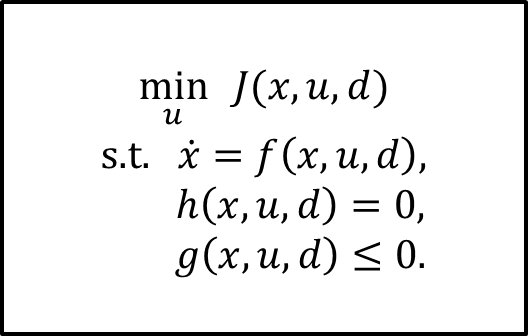 min J(x, u, d)
u
s.t. ẋ = f(x, u, d),
h(x, u, d) = 0,
g(x, u, d) ≤ 0.